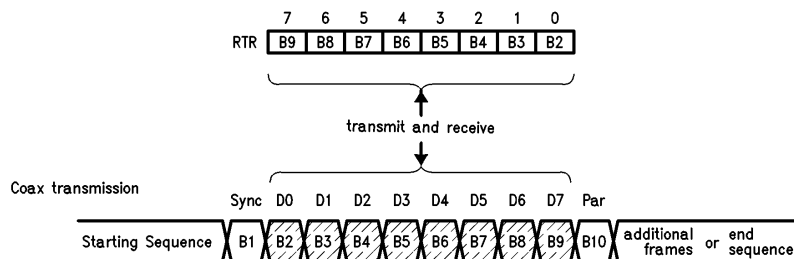 7 6 5 4 3 2 1 0
RTR B9 B8 B7 B6 B5 B4 B3 B2
transmit and receive
Coax transmission
Sync D0 D1 D2 D3 D4 D5 D6 D7 Par
Starting Sequence B1 B2 B3 B4 B5 B6 B7 B8 B9 B10 additional frames or end sequence